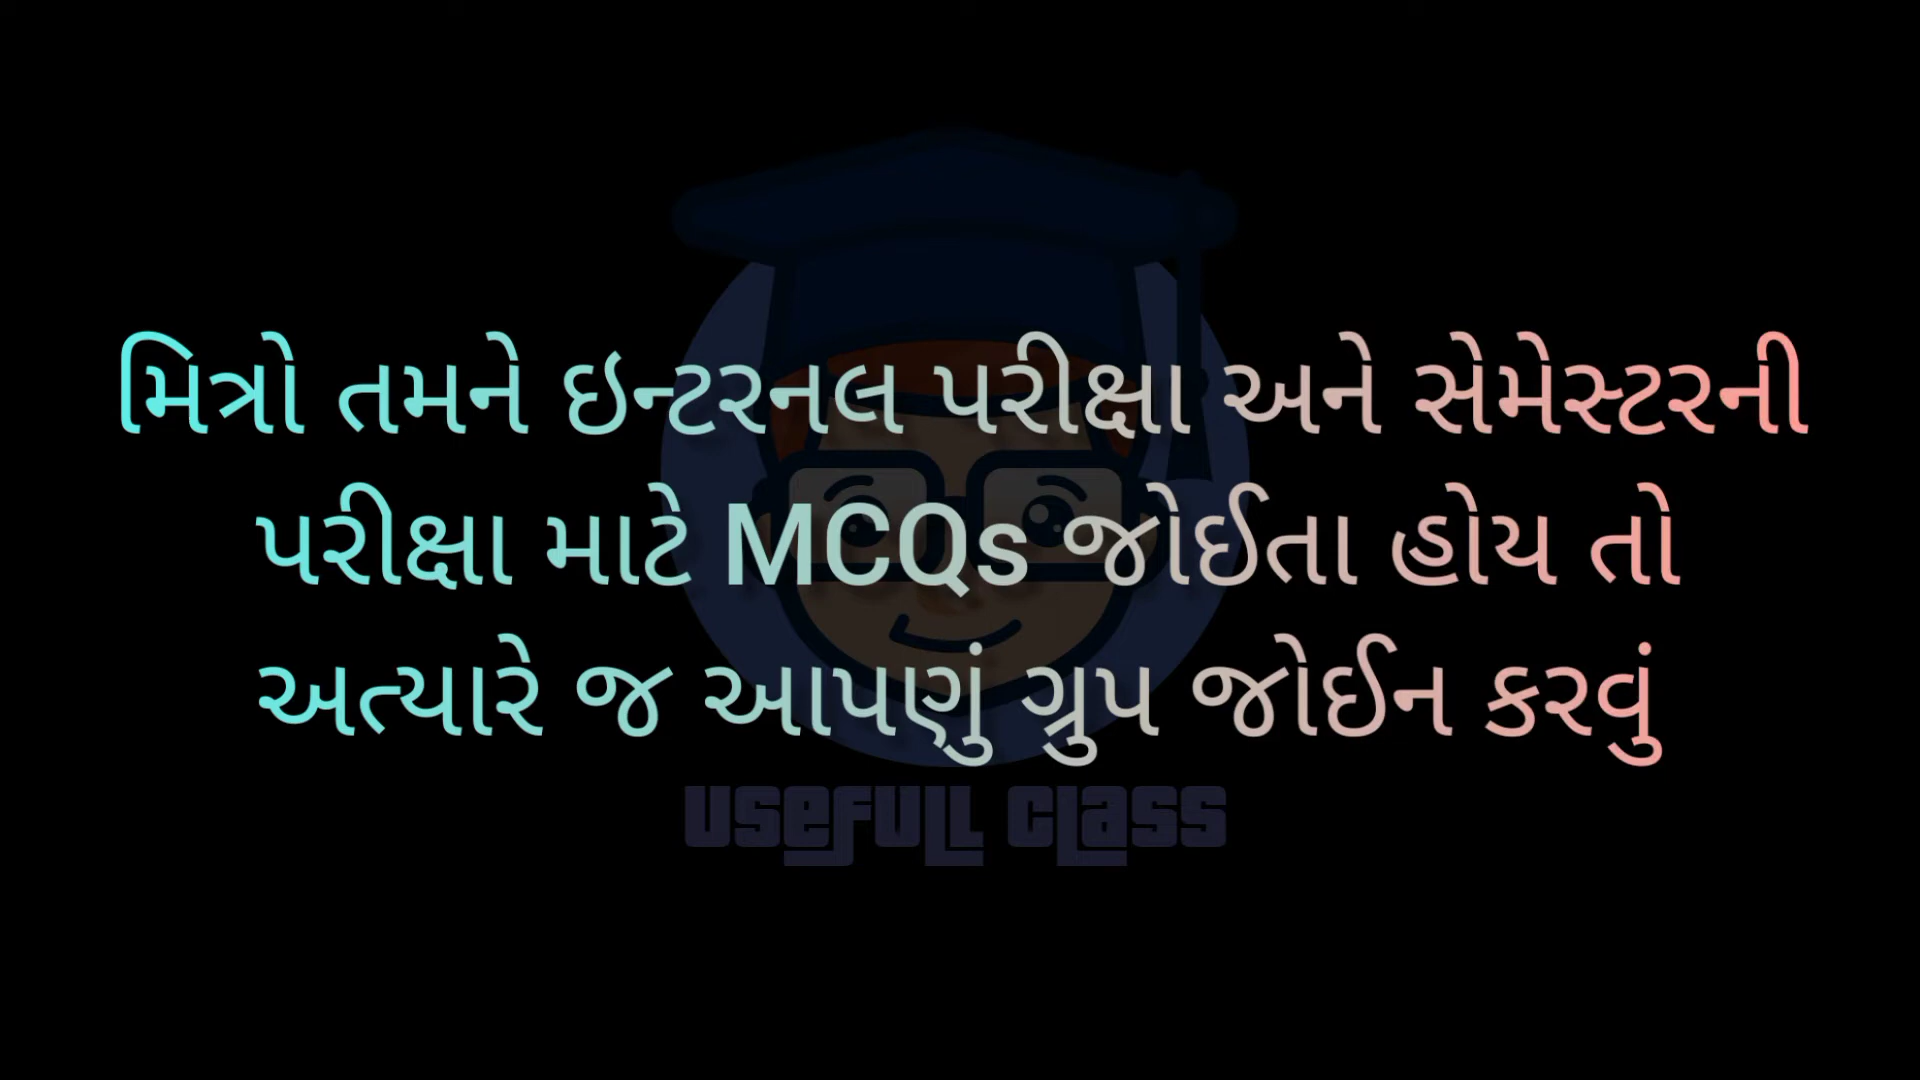 મિત્રો તમને ઇન્ટરનલ પરીક્ષા અને સેમેસ્ટરની
પરીક્ષા માટે MCQs જોઈતા હોય તો
અત્યારે જ આપણું ગ્રુપ જોઈન કરવું
USEFULL CLASS